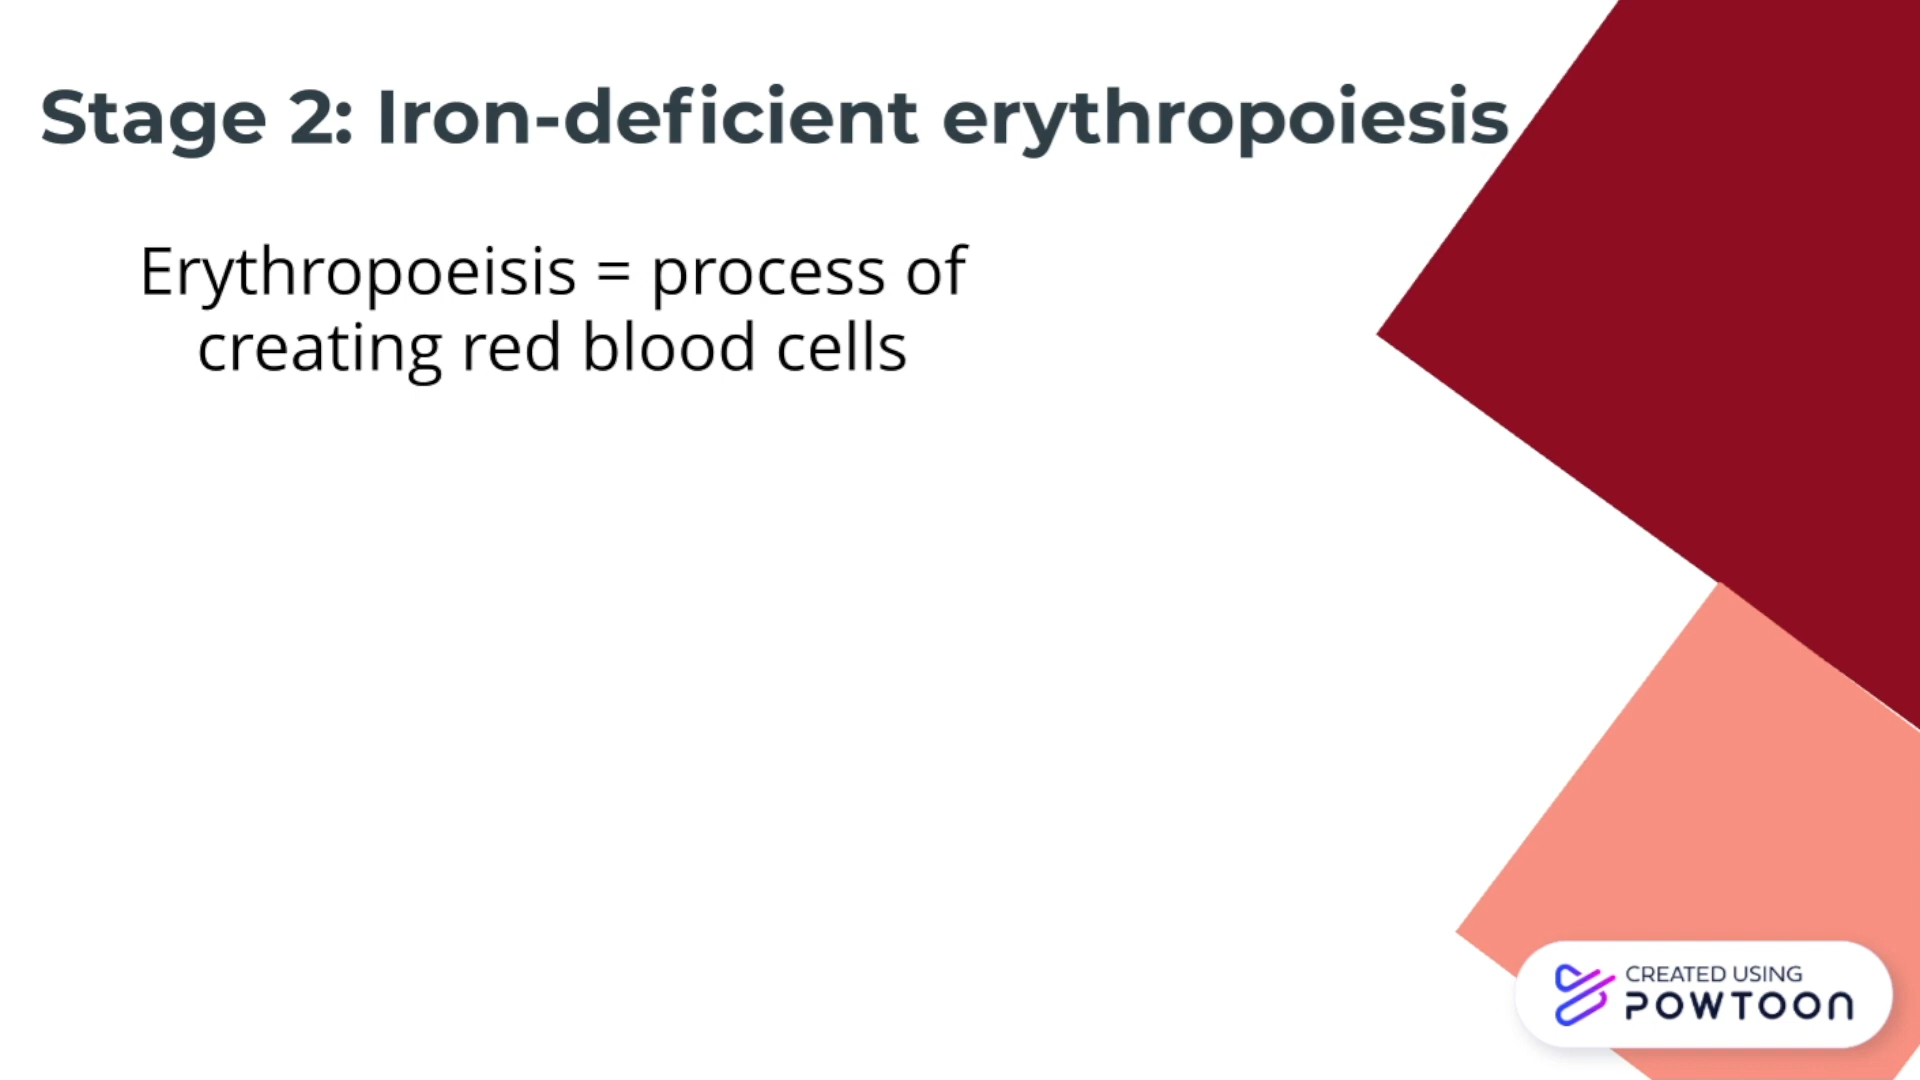 Stage 2: Iron-deficient erythropoiesis
Erythropoeisis = process of
creating red blood cells
CREATED USING
POWTOON